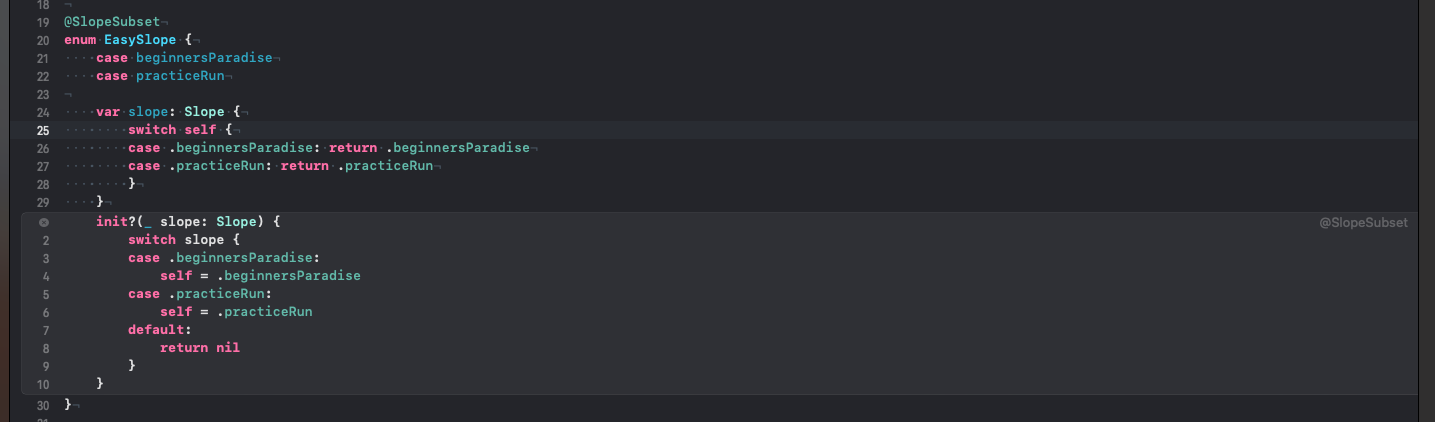 18
19 @SlopeSubset
20 enum EasySlope {
21     case beginnersParadise
22     case practiceRun
23
24     var slope: Slope {
25         switch self {
26         case .beginnersParadise: return .beginnersParadise
27         case .practiceRun: return .practiceRun
28         }
29     }
    init?(_ slope: Slope) { @SlopeSubset
2         switch slope {
3         case .beginnersParadise:
4             self = .beginnersParadise
5         case .practiceRun:
6             self = .practiceRun
7         default:
8             return nil
9         }
10     }
30 }